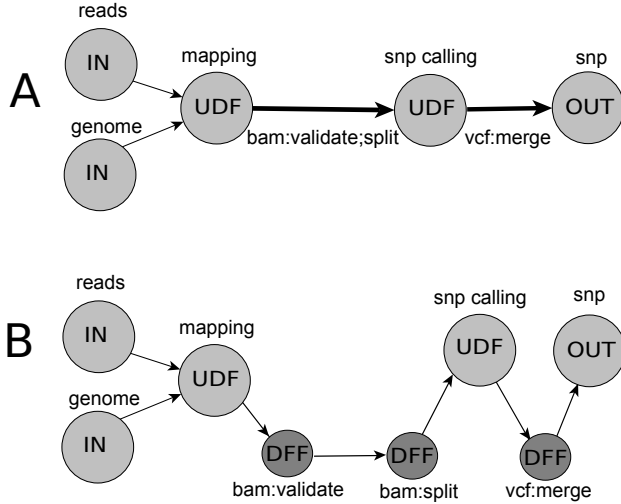 reads
IN
mapping
snp calling
snp
A
UDF
UDF
OUT
genome
bam:validate;split
vcf:merge
IN
reads
snp calling
snp
IN
mapping
B
UDF
OUT
UDF
genome
IN
DFF
DFF
DFF
bam:validate
bam:split
vcf:merge